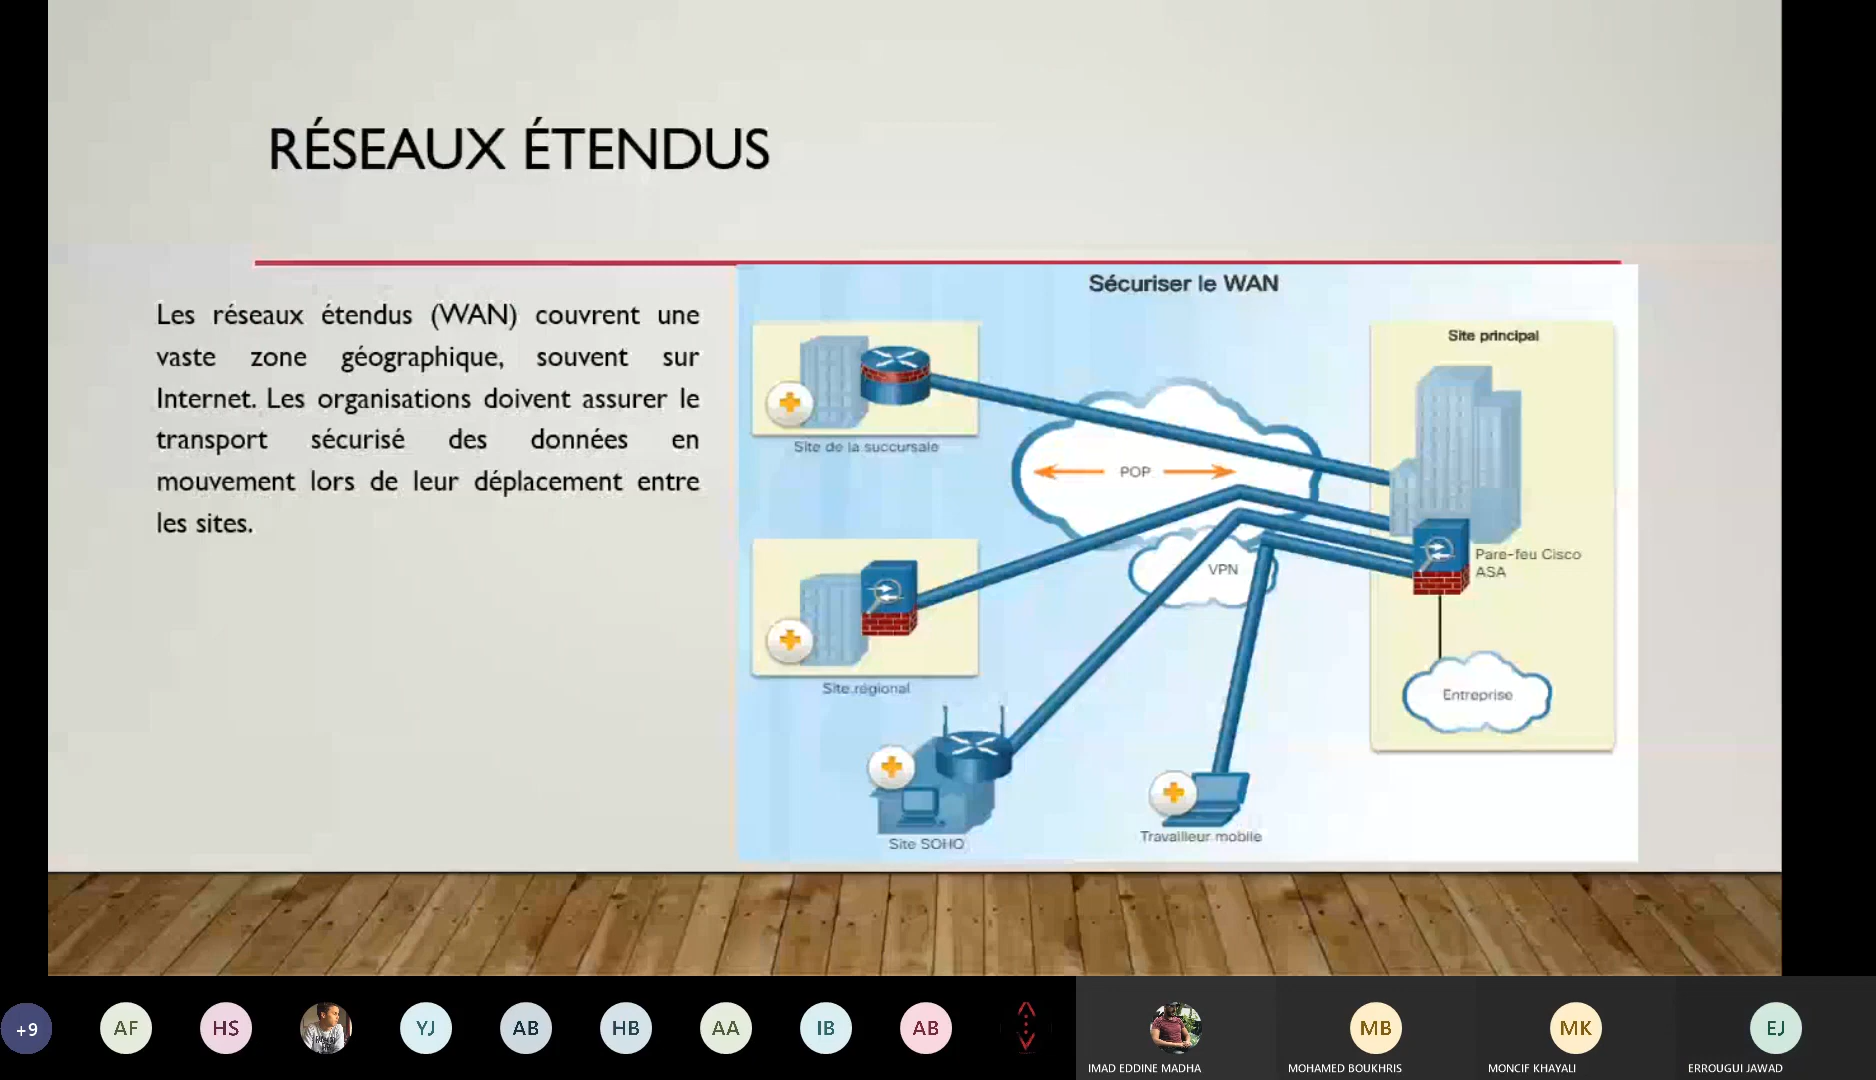 RÉSEAUX ÉTENDUS
Les réseaux étendus (WAN) couvrent une
vaste zone géographique, souvent sur
Internet. Les organisations doivent assurer le
transport sécurisé des données en
mouvement lors de leur déplacement entre
les sites.
Sécuriser le WAN
Site principal
Site de la succursale
POP
Pare-feu Cisco
ASA
VPN
Site régional
Entreprise
Site SOHO
Travailleur mobile
+9
AF
HS
YJ
AB
HB
AA
IB
AB
MB
MK
EJ
IMAD EDDINE MADHA
MOHAMED BOUKHRIS
MONCIF KHAYALI
ERROUGUI JAWAD